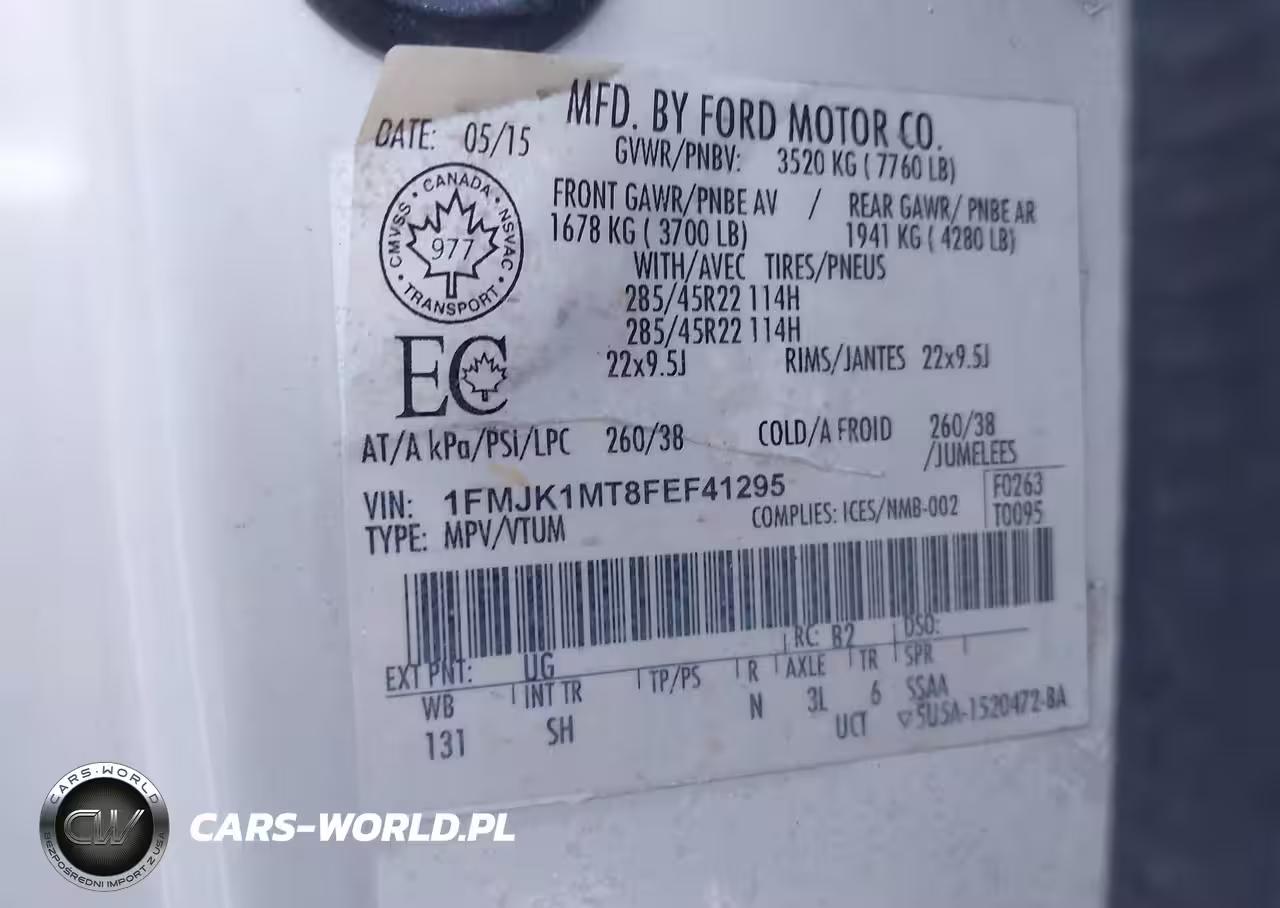 MFD. BY FORD MOTOR CO.
DATE: 05/15
GVWR/PNBV: 3520 KG ( 7760 LB)
FRONT GAWR/PNBE AV / REAR GAWR/ PNBE AR
1678 KG ( 3700 LB) 1941 KG ( 4280 LB)
WITH/AVEC TIRES/PNEUS
285/45R22 114H
285/45R22 114H
22x9.5J RIMS/JANTES 22x9.5J
CANADA
CMVSS NSVAC
977
TRANSPORT
EC
AT/A kPa/PSi/LPC 260/38 COLD/A FROID 260/38
/JUMELEES
VIN: 1FMJK1MT8FEF41295
F0263
TYPE: MPV/VTUM COMPLIES: ICES/NMB-002
T0095
EXT PNT: UG RC: B2 DSO:
WB INT TR TP/PS R AXLE TR SPR
131 SH N 3L 6 SSAA
UCT ▽5USA-1520472-BA
CARS-WORLD
CW
BEZPOŚREDNI IMPORT Z USA
CARS-WORLD.PL